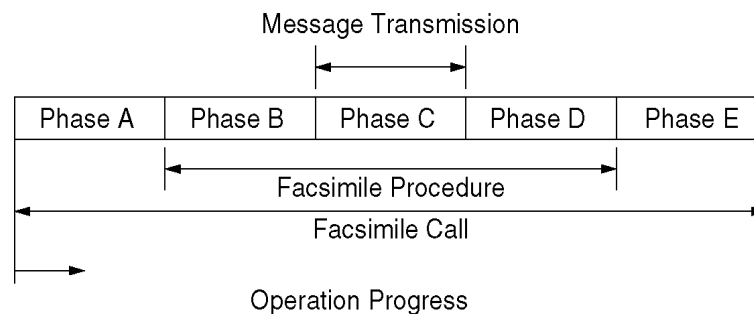 Message Transmission
Phase A Phase B Phase C Phase D Phase E
Facsimile Procedure
Facsimile Call
Operation Progress